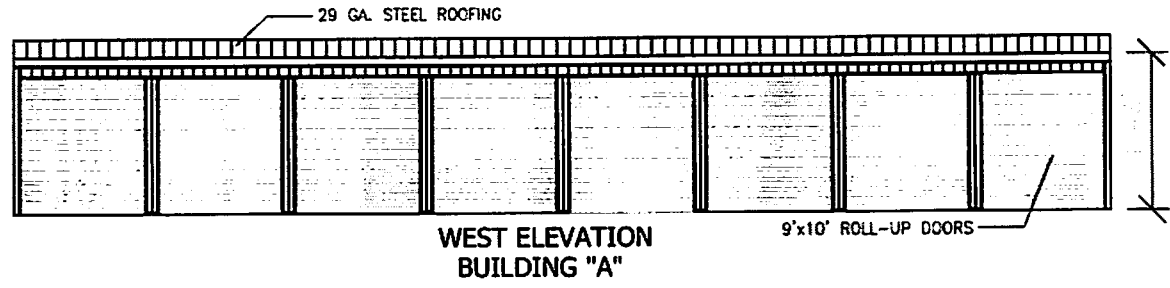 29 GA. STEEL ROOFING
9'x10' ROLL-UP DOORS
WEST ELEVATION
BUILDING "A"